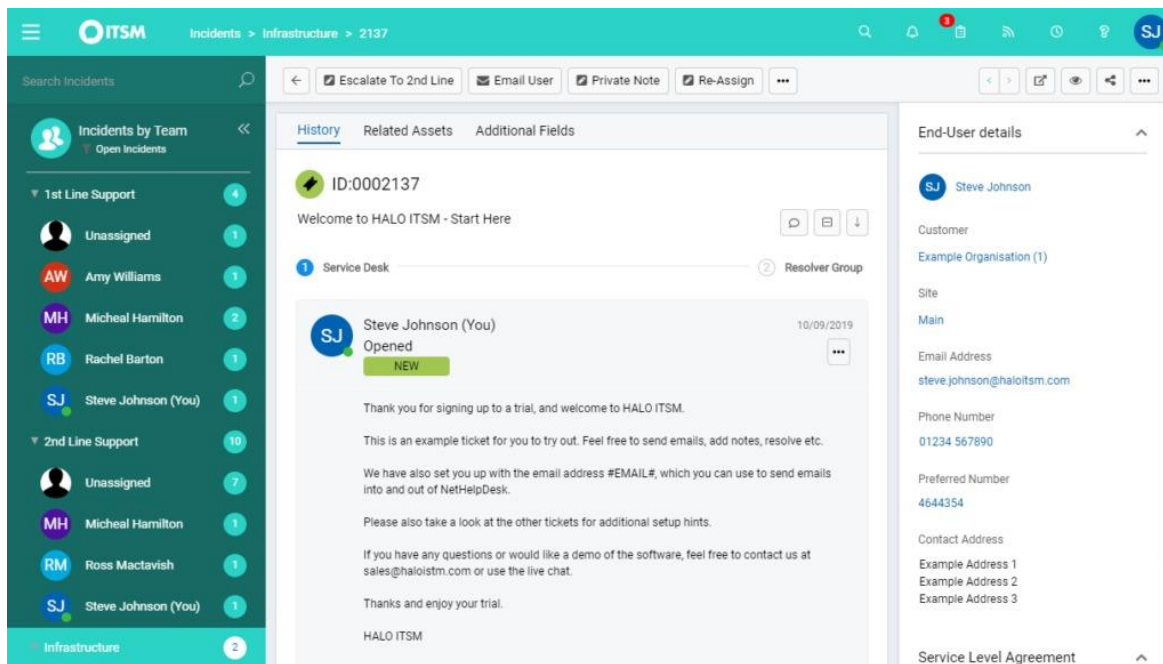 ITSM
Incidents > Infrastructure > 2137
3
SJ
Search Incidents
Escalate To 2nd Line
Email User
Private Note
Re-Assign
Incidents by Team
Open Incidents
1st Line Support 4
Unassigned 1
AW Amy Williams 1
MH Micheal Hamilton 2
RB Rachel Barton 1
SJ Steve Johnson (You) 1
2nd Line Support 10
Unassigned 7
MH Micheal Hamilton 1
RM Ross Mactavish 1
SJ Steve Johnson (You) 1
Infrastructure 2
History Related Assets Additional Fields
ID:0002137
Welcome to HALO ITSM - Start Here
1 Service Desk 2 Resolver Group
SJ
Steve Johnson (You) 10/09/2019
Opened
NEW
Thank you for signing up to a trial, and welcome to HALO ITSM.
This is an example ticket for you to try out. Feel free to send emails, add notes, resolve etc.
We have also set you up with the email address #EMAIL#, which you can use to send emails
into and out of NetHelpDesk.
Please also take a look at the other tickets for additional setup hints.
If you have any questions or would like a demo of the software, feel free to contact us at
sales@haloistm.com or use the live chat.
Thanks and enjoy your trial.
HALO ITSM
End-User details
SJ Steve Johnson
Customer
Example Organisation (1)
Site
Main
Email Address
steve.johnson@haloitsm.com
Phone Number
01234 567890
Preferred Number
4644354
Contact Address
Example Address 1
Example Address 2
Example Address 3
Service Level Agreement